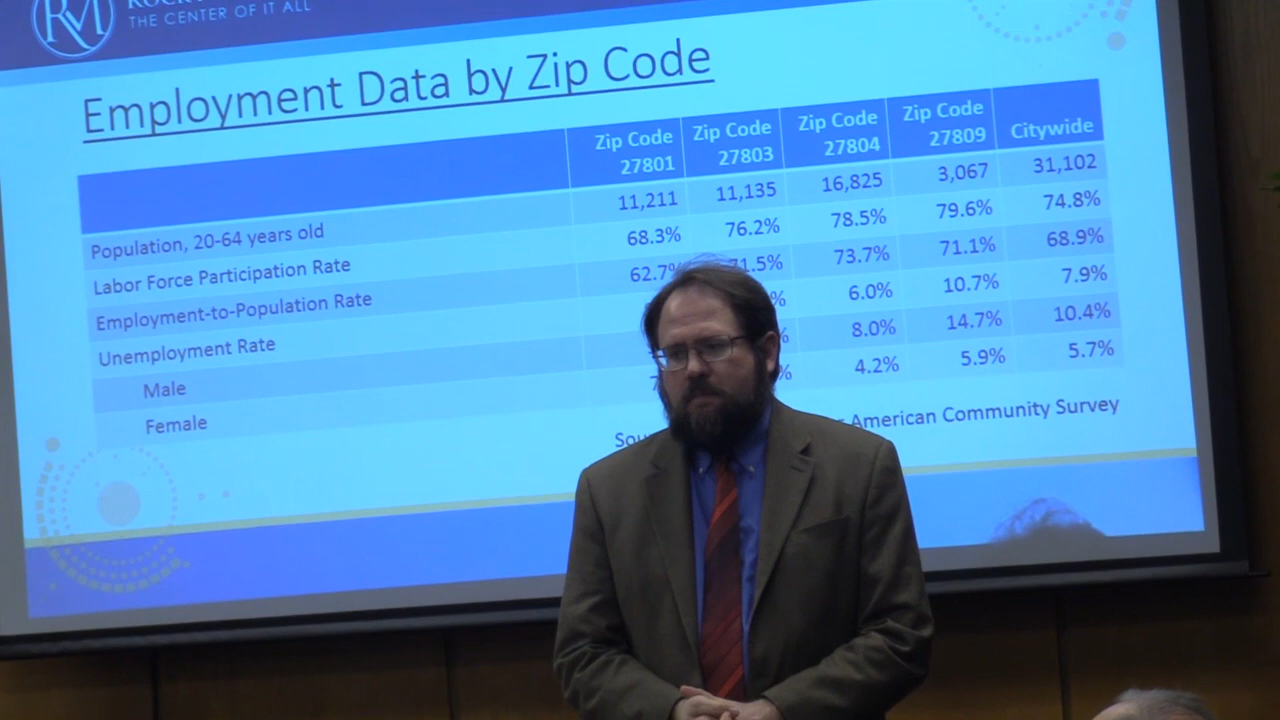 THE CENTER OF IT ALL
Employment Data by Zip Code
Zip Code 27801 Zip Code 27803 Zip Code 27804 Zip Code 27809 Citywide
Population, 20-64 years old 11,211 11,135 16,825 3,067 31,102
Labor Force Participation Rate 68.3% 76.2% 78.5% 79.6% 74.8%
Employment-to-Population Rate 62.7% 71.5% 73.7% 71.1% 68.9%
Unemployment Rate 6.0% 10.7% 7.9%
Male 8.0% 14.7% 10.4%
Female 4.2% 5.9% 5.7%
American Community Survey